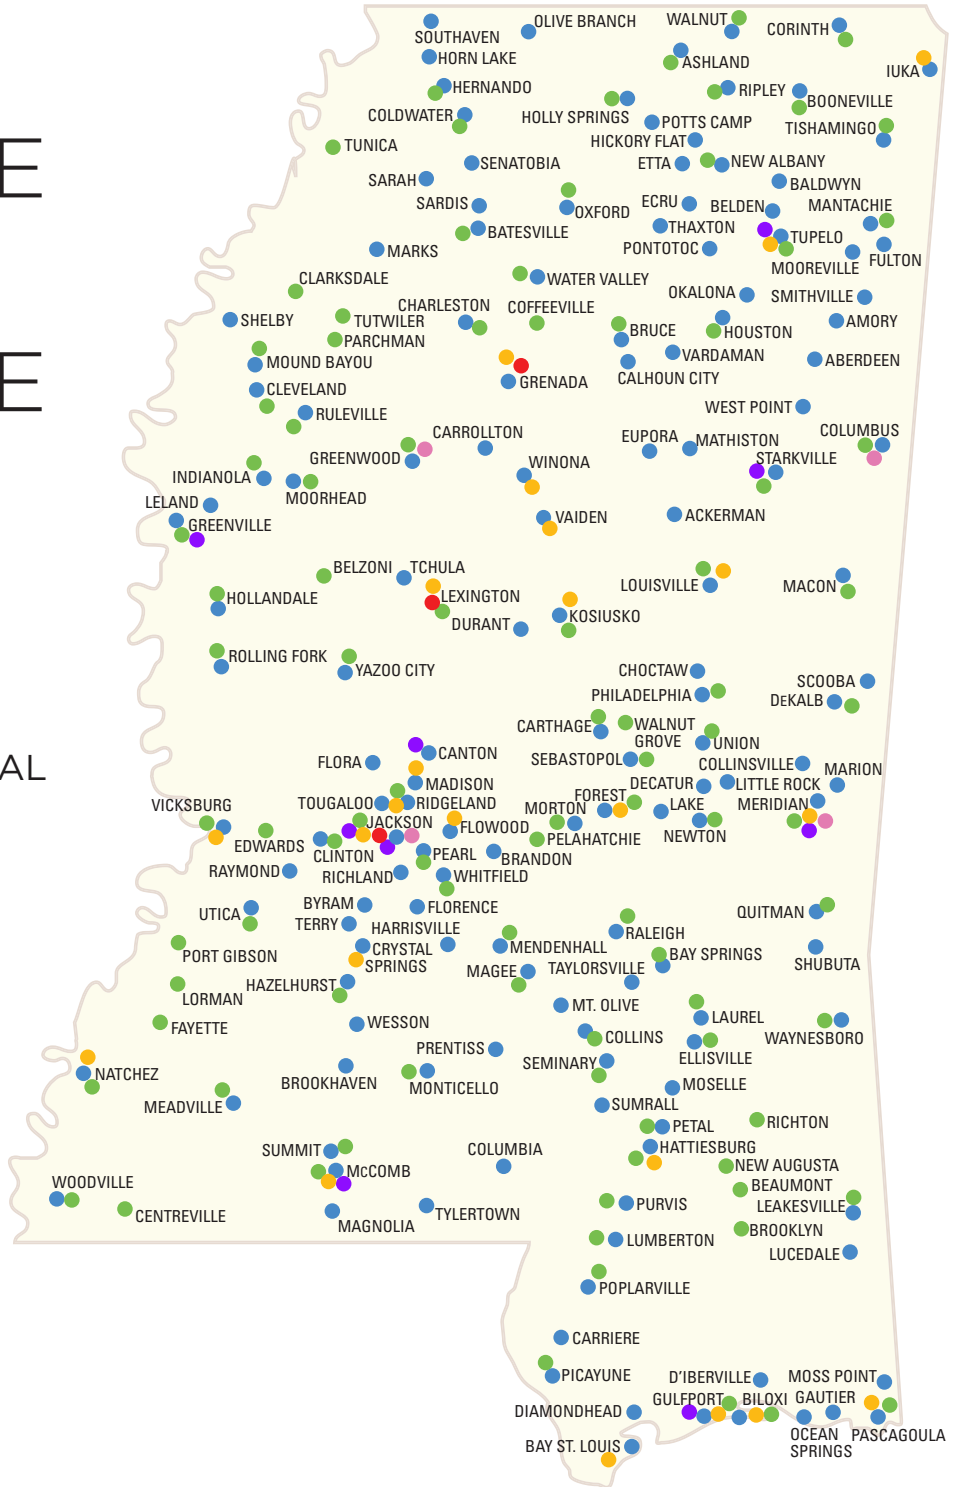 WALNUT
OLIVE BRANCH
CORINTH
SOUTHAVEN
HORN LAKE
ASHLAND
IUKA
HERNANDO
RIPLEY
BOONEVILLE
COLDWATER
HOLLY SPRINGS
POTTS CAMP
TISHAMINGO
E
HICKORY FLAT
TUNICA
SENATOBIA
ETTA
NEW ALBANY
SARAH
BALDWYN
SARDIS
OXFORD
ECRU
BELDEN
MANTACHIE
BATESVILLE
THAXTON
TUPELO
MARKS
PONTOTOC
MOOREVILLE
FULTON
CLARKSDALE
WATER VALLEY
OKALONA
SMITHVILLE
CHARLESTON
COFFEEVILLE
SHELBY
TUTWILER
BRUCE
HOUSTON
AMORY
PARCHMAN
MOUND BAYOU
VARDAMAN
ABERDEEN
E
GRENADA
CALHOUN CITY
CLEVELAND
RULEVILLE
WEST POINT
CARROLLTON
EUPORA
MATHISTON
COLUMBUS
GREENWOOD
WINONA
STARKVILLE
INDIANOLA
MOORHEAD
LELAND
GREENVILLE
VAIDEN
ACKERMAN
BELZONI
TCHULA
HOLLANDALE
LEXINGTON
LOUISVILLE
MACON
DURANT
KOSIUSKO
ROLLING FORK
YAZOO CITY
CHOCTAW
SCOOBA
PHILADELPHIA
DEKALB
CARTHAGE
WALNUT
GROVE
UNION
CANTON
FLORA
SEBASTOPOL
COLLINSVILLE
AL
MARION
MADISON
DECATUR
LITTLE ROCK
VICKSBURG
TOUGALOO
RIDGELAND
FOREST
LAKE
MERIDIAN
MORTON
JACKSON
FLOWOOD
NEWTON
EDWARDS
CLINTON
PELAHATCHIE
PEARL
BRANDON
RAYMOND
RICHLAND
WHITFIELD
BYRAM
FLORENCE
UTICA
TERRY
HARRISVILLE
QUITMAN
RALEIGH
CRYSTAL
SPRINGS
MENDENHALL
BAY SPRINGS
PORT GIBSON
MAGEE
TAYLORSVILLE
SHUBUTA
HAZELHURST
LORMAN
MT. OLIVE
FAYETTE
WESSON
LAUREL
COLLINS
WAYNESBORO
PRENTISS
ELLISVILLE
SEMINARY
NATCHEZ
BROOKHAVEN
MONTICELLO
MOSELLE
MEADVILLE
SUMRALL
RICHTON
PETAL
SUMMIT
COLUMBIA
HATTIESBURG
McCOMB
NEW AUGUSTA
WOODVILLE
BEAUMONT
LEAKESVILLE
CENTREVILLE
PURVIS
MAGNOLIA
TYLERTOWN
BROOKLYN
LUMBERTON
LUCEDALE
POPLARVILLE
CARRIERE
PICAYUNE
D'IBERVILLE
MOSS POINT
GULFPORT
BILOXI
GAUTIER
DIAMONDHEAD
OCEAN
SPRINGS
PASCAGOULA
BAY ST. LOUIS